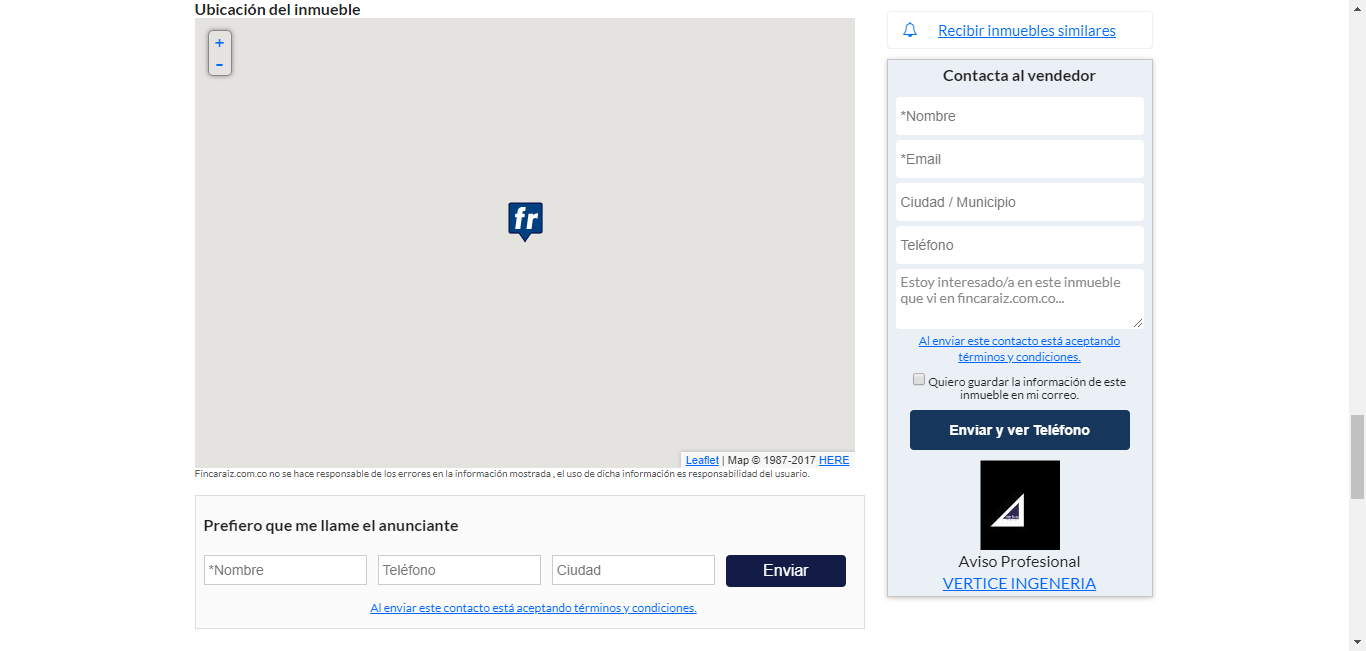 Ubicación del inmueble
+
-
fr
Leaflet | Map © 1987-2017 HERE
Fincaraiz.com.co no se hace responsable de los errores en la información mostrada , el uso de dicha información es responsabilidad del usuario.
Prefiero que me llame el anunciante
*Nombre
Teléfono
Ciudad
Enviar
Al enviar este contacto está aceptando términos y condiciones.
Recibir inmuebles similares
Contacta al vendedor
*Nombre
*Email
Ciudad / Municipio
Teléfono
Estoy interesado/a en este inmueble
que vi en fincaraiz.com.co...
Al enviar este contacto está aceptando
términos y condiciones.
Quiero guardar la información de este
inmueble en mi correo.
Enviar y ver Teléfono
Aviso Profesional
VERTICE INGENERIA